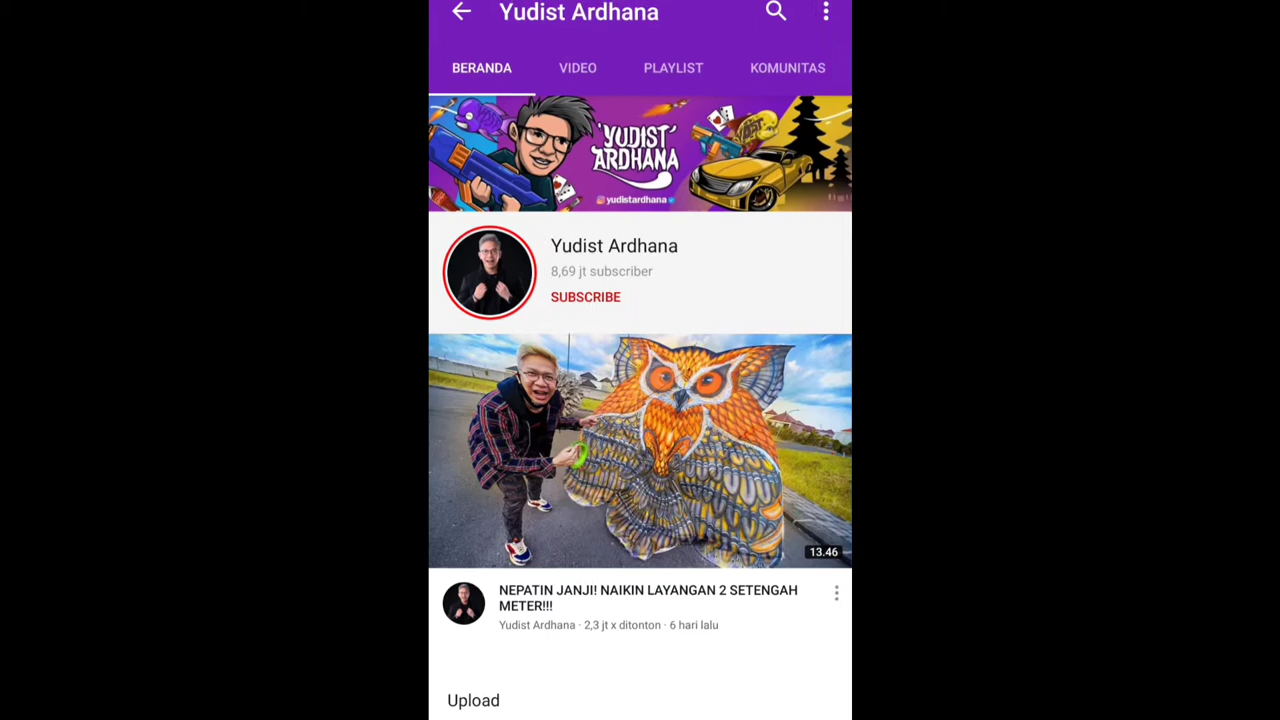 Yudist Ardhana
BERANDA VIDEO PLAYLIST KOMUNITAS
YUDIST
ARDHANA
yudistardhana
Yudist Ardhana
8,69 jt subscriber
SUBSCRIBE
13.46
NEPATIN JANJI! NAIKIN LAYANGAN 2 SETENGAH
METER!!!
Yudist Ardhana · 2,3 jt x ditonton · 6 hari lalu
Upload